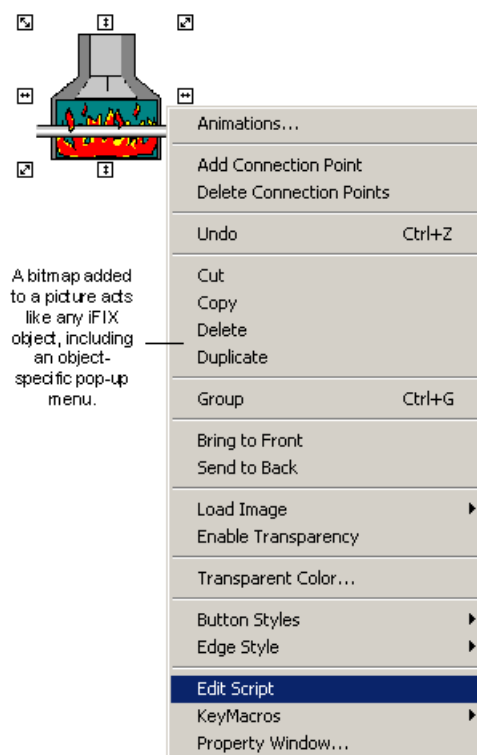 Animations...
Add Connection Point
Delete Connection Points
Undo Ctrl+Z
A bitmap added
to a picture acts
like any iFIX
object, including
an object-
specific pop-up
menu.
Cut
Copy
Delete
Duplicate
Group Ctrl+G
Bring to Front
Send to Back
Load Image
Enable Transparency
Transparent Color...
Button Styles
Edge Style
Edit Script
KeyMacros
Property Window...